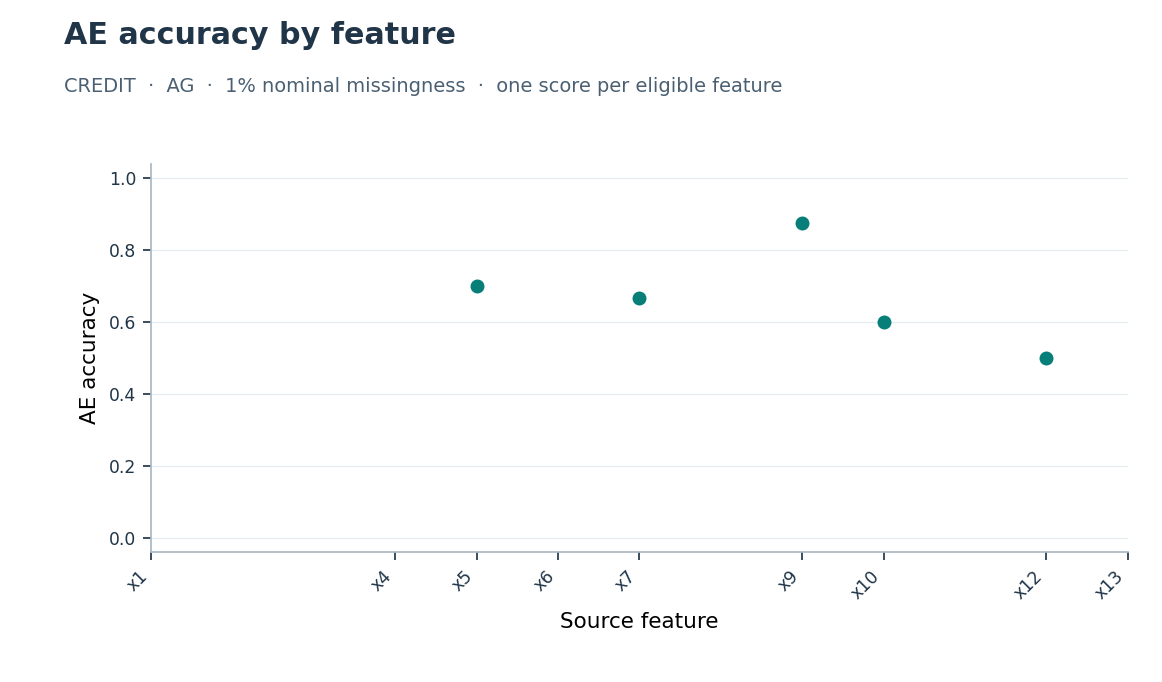 AE accuracy by feature
CREDIT · AG · 1% nominal missingness · one score per eligible feature
1.0
0.8
0.6
0.4
0.2
0.0
AE accuracy
x1 x4 x5 x6 x7 x9 x10 x12 x13
Source feature